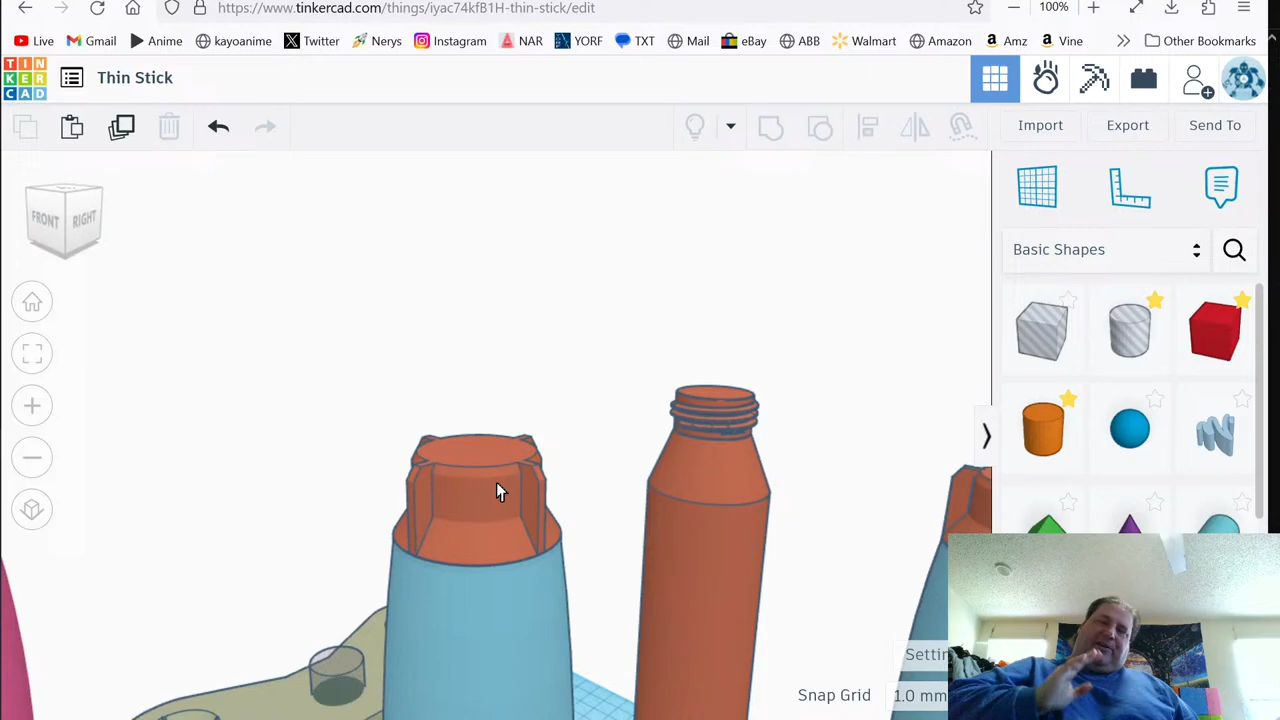 https://www.tinkercad.com/things/iyac74kfB1H-thin-stick/edit
100%
Live
Gmail
Anime
kayoanime
Twitter
Nerys
Instagram
NAR
YORF
TXT
Mail
eBay
ABB
Walmart
Amazon
Amz
Vine
Other Bookmarks
TIN
KER
CAD
Thin Stick
Import
Export
Send To
FRONT
RIGHT
Basic Shapes
Settin
Snap Grid
1.0 mm